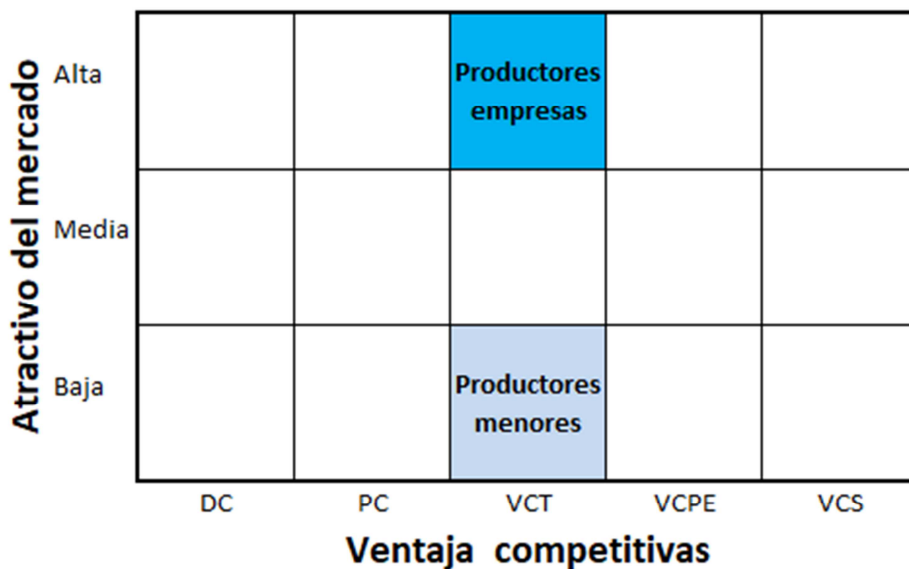 Atractivo del mercado
Alta
Productores
empresas
Media
Baja
Productores
menores
DC PC VCT VCPE VCS
Ventaja competitivas